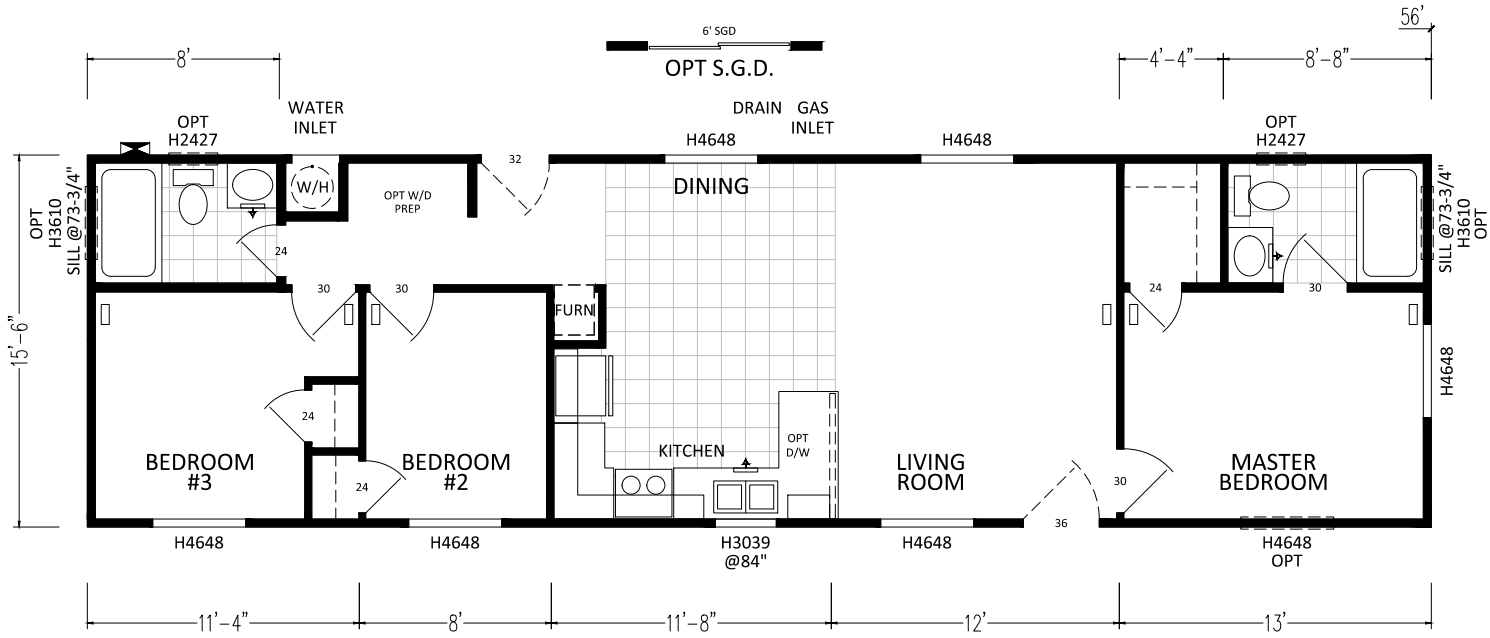 56'
6' SGD
OPT S.G.D.
8'
4'-4"
8'-8"
WATER
INLET
DRAIN
GAS
INLET
OPT
H2427
H4648
H4648
OPT
H2427
32
W/H
OPT W/D
PREP
DINING
OPT
H3610
SILL @73-3/4"
SILL @73-3/4"
H3610
OPT
24
30
30
24
30
FURN
15'-6"
H4648
24
24
BEDROOM
#3
BEDROOM
#2
KITCHEN
OPT
D/W
LIVING
ROOM
30
MASTER
BEDROOM
36
H4648
H4648
H3039
@84"
H4648
H4648
OPT
11'-4"
8'
11'-8"
12'
13'